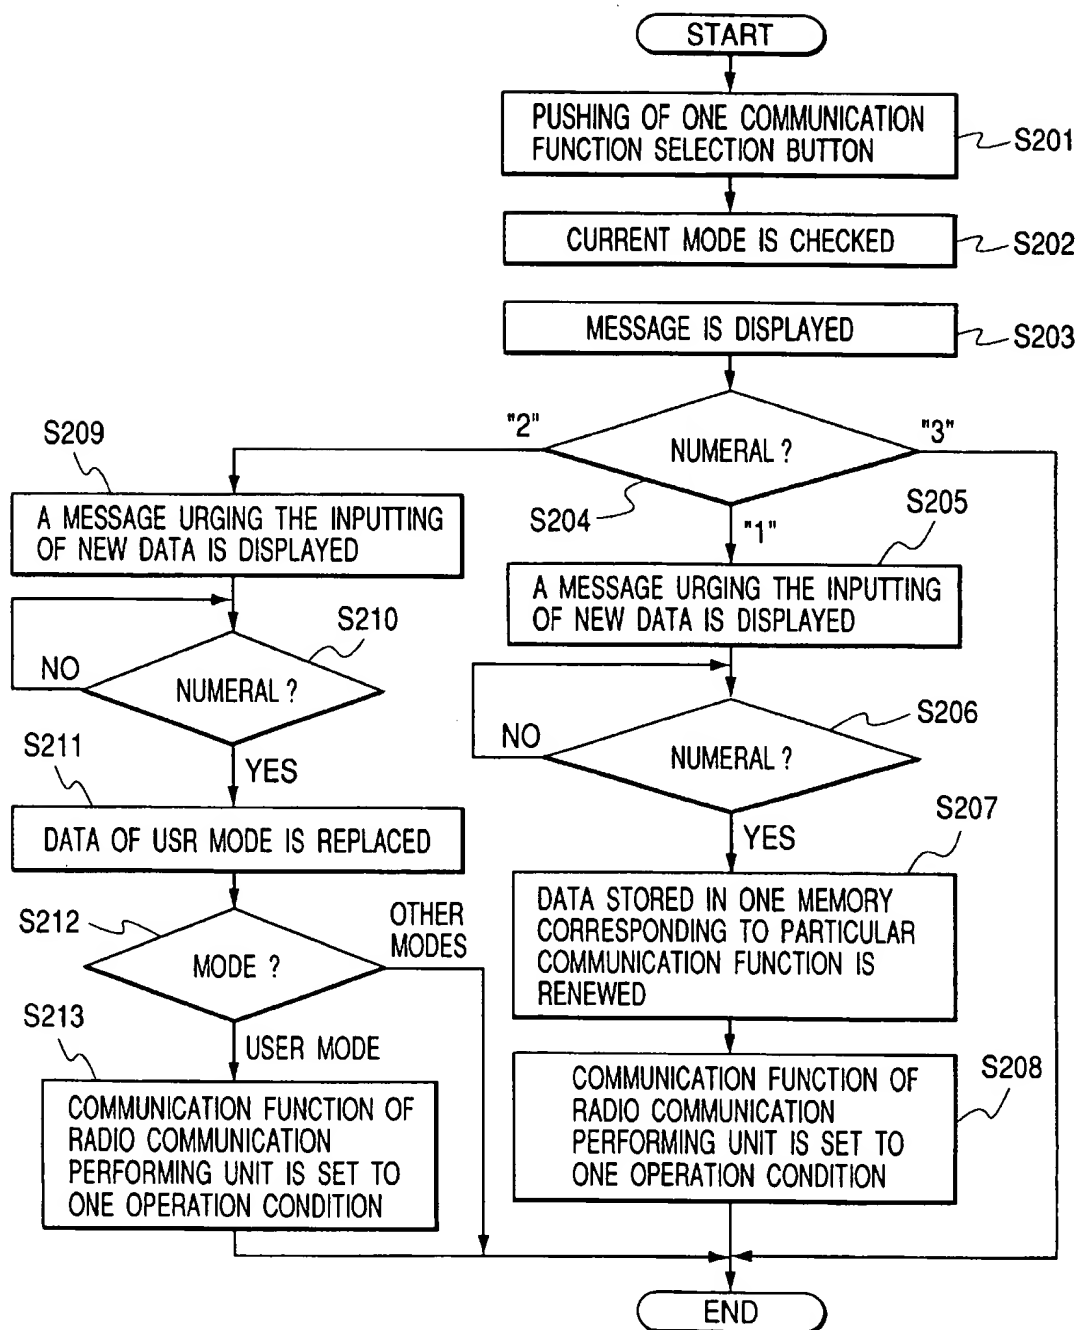 START
PUSHING OF ONE COMMUNICATION
FUNCTION SELECTION BUTTON
S201
CURRENT MODE IS CHECKED
S202
MESSAGE IS DISPLAYED
S203
NUMERAL ?
S204
"2"
"3"
"1"
S209
A MESSAGE URGING THE INPUTTING
OF NEW DATA IS DISPLAYED
S210
NUMERAL ?
NO
YES
S211
DATA OF USR MODE IS REPLACED
S212
MODE ?
OTHER
MODES
USER MODE
S213
COMMUNICATION FUNCTION OF
RADIO COMMUNICATION
PERFORMING UNIT IS SET TO
ONE OPERATION CONDITION
S205
A MESSAGE URGING THE INPUTTING
OF NEW DATA IS DISPLAYED
S206
NUMERAL ?
NO
YES
S207
DATA STORED IN ONE MEMORY
CORRESPONDING TO PARTICULAR
COMMUNICATION FUNCTION IS
RENEWED
S208
COMMUNICATION FUNCTION OF
RADIO COMMUNICATION
PERFORMING UNIT IS SET TO
ONE OPERATION CONDITION
END